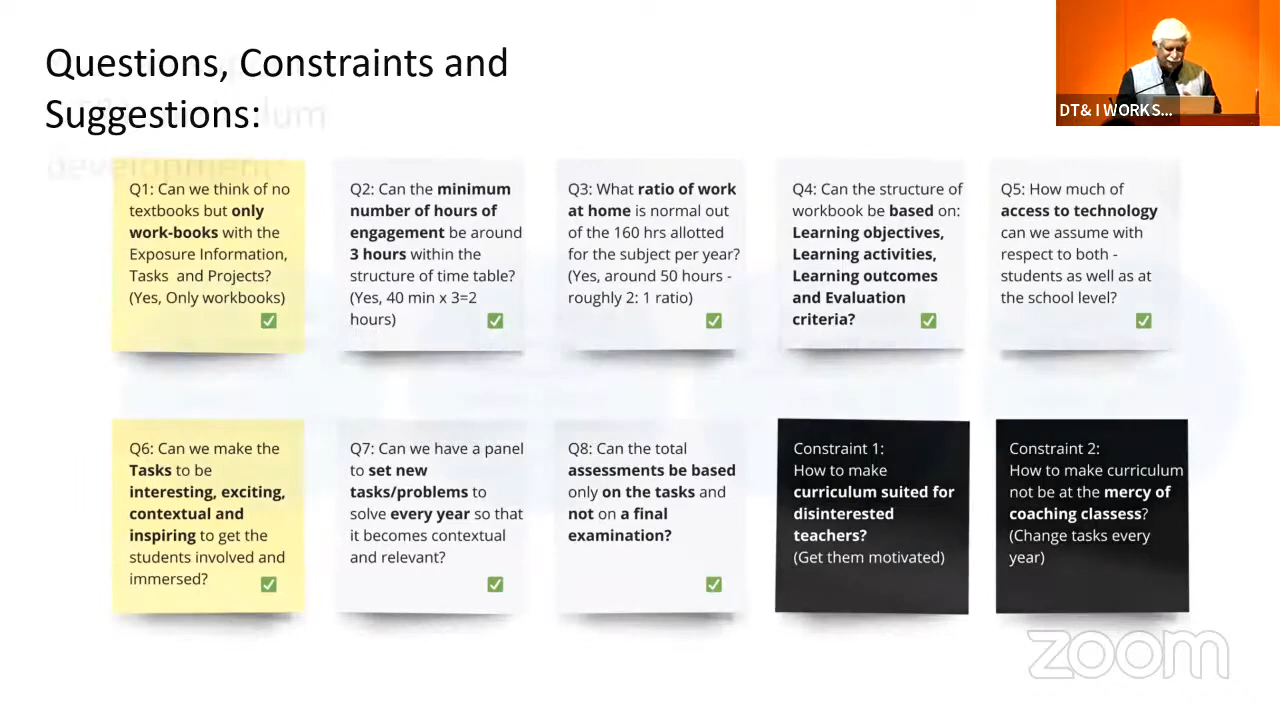 Questions, Constraints and
Suggestions:
DT& I WORKS...
Q1: Can we think of no
textbooks but only
work-books with the
Exposure Information,
Tasks and Projects?
(Yes, Only workbooks)
Q2: Can the minimum
number of hours of
engagement be around
3 hours within the
structure of time table?
(Yes, 40 min x 3=2
hours)
Q3: What ratio of work
at home is normal out
of the 160 hrs allotted
for the subject per year?
(Yes, around 50 hours -
roughly 2: 1 ratio)
Q4: Can the structure of
workbook be based on:
Learning objectives,
Learning activities,
Learning outcomes
and Evaluation
criteria?
Q5: How much of
access to technology
can we assume with
respect to both -
students as well as at
the school level?
Q6: Can we make the
Tasks to be
interesting, exciting,
contextual and
inspiring to get the
students involved and
immersed?
Q7: Can we have a panel
to set new
tasks/problems to
solve every year so that
it becomes contextual
and relevant?
Q8: Can the total
assessments be based
only on the tasks and
not on a final
examination?
Constraint 1:
How to make
curriculum suited for
disinterested
teachers?
(Get them motivated)
Constraint 2:
How to make curriculum
not be at the mercy of
coaching classess?
(Change tasks every
year)
zoom